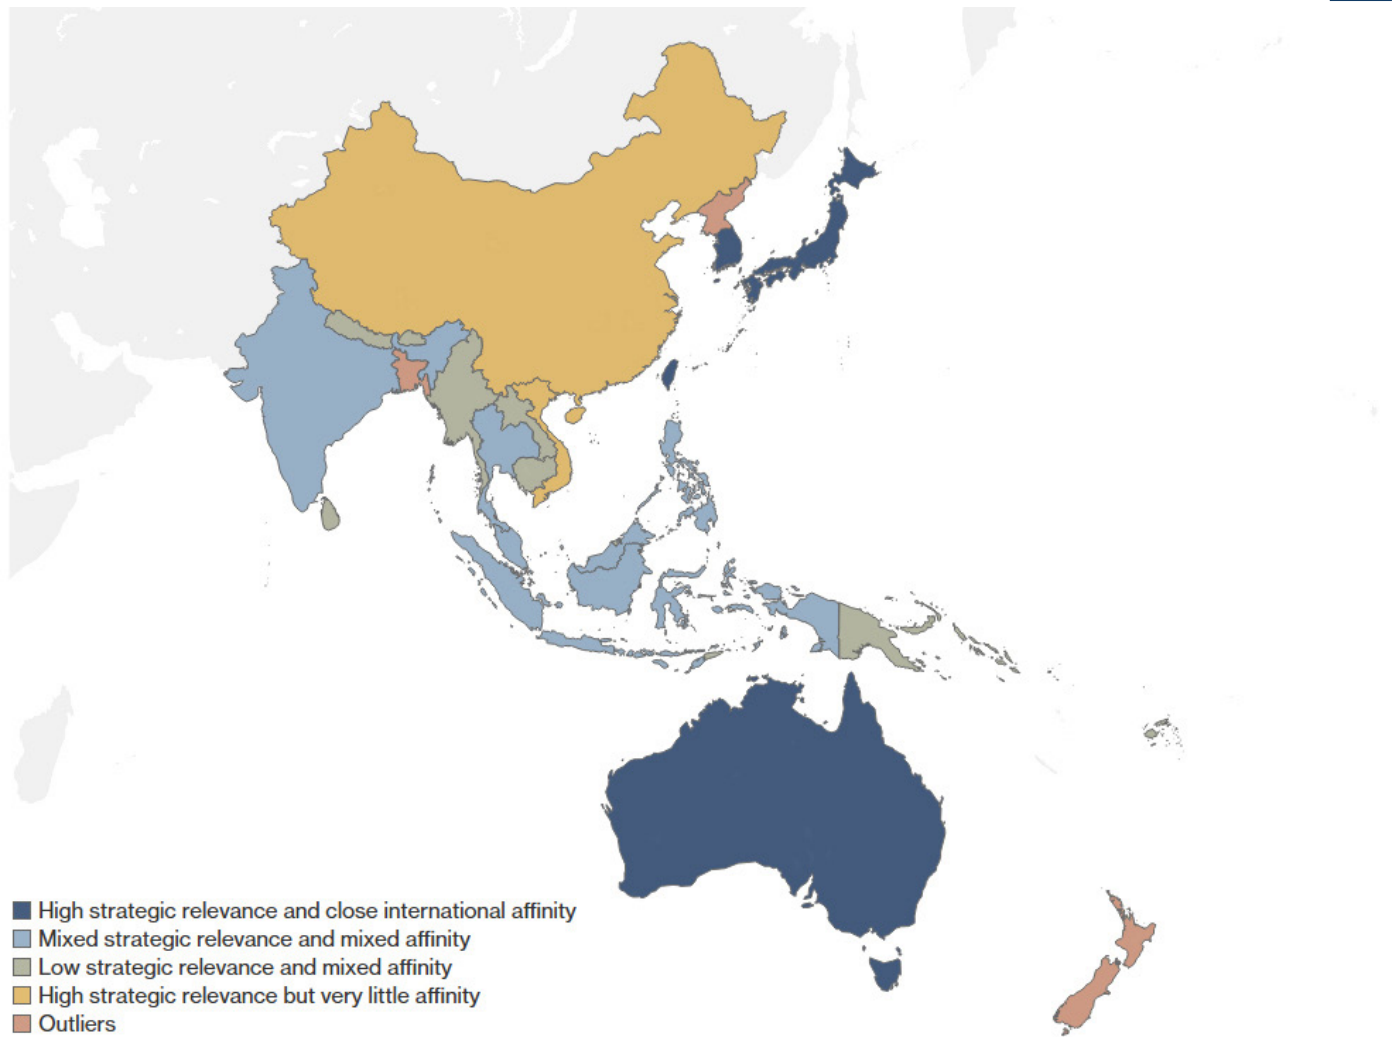 High strategic relevance and close international affinity
Mixed strategic relevance and mixed affinity
Low strategic relevance and mixed affinity
High strategic relevance but very little affinity
Outliers